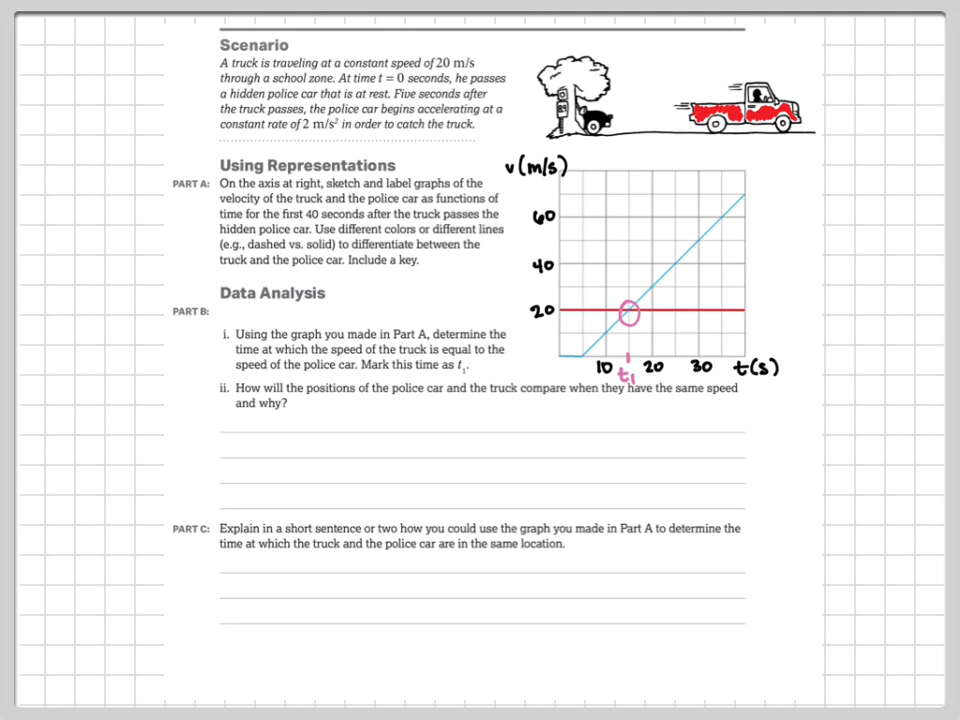 Scenario
A truck is traveling at a constant speed of 20 m/s
through a school zone. At time t = 0 seconds, he passes
a hidden police car that is at rest. Five seconds after
the truck passes, the police car begins accelerating at a
constant rate of 2 m/s² in order to catch the truck.
Using Representations
PART A: On the axis at right, sketch and label graphs of the
velocity of the truck and the police car as functions of
time for the first 40 seconds after the truck passes the
hidden police car. Use different colors or different lines
(e.g., dashed vs. solid) to differentiate between the
truck and the police car. Include a key.
v (m/s)
60
40
20
10 20 30 t(s)
t₁
Data Analysis
PART B:
i. Using the graph you made in Part A, determine the
time at which the speed of the truck is equal to the
speed of the police car. Mark this time as t₁.
ii. How will the positions of the police car and the truck compare when they have the same speed
and why?
PART C: Explain in a short sentence or two how you could use the graph you made in Part A to determine the
time at which the truck and the police car are in the same location.